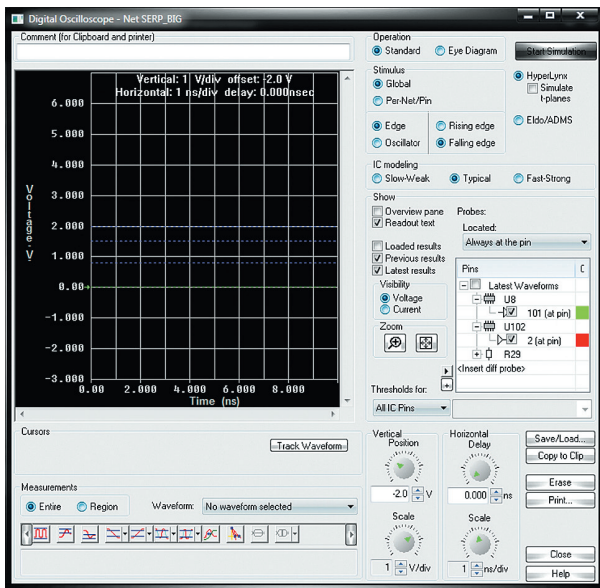 Digital Oscilloscope - Net SERP_BIG
Comment (for Clipboard and printer)
Vertical: 1 V/div offset: -2.0 V
Horizontal: 1 ns/div delay: 0.000nsec
6.000
5.000
4.000
3.000
2.000
1.000
0.00
-1.000
-2.000
-3.000
Voltage -V-
0.00 2.000 4.000 6.000 8.000
Time (ns)
Cursors
Track Waveform
Measurements
Entire
Region
Waveform:
No waveform selected
Operation
Standard
Eye Diagram
Start Simulation
Stimulus
Global
Per-Net/Pin
HyperLynx
Simulate
t-planes
Edge
Oscillator
Rising edge
Falling edge
Eldo/ADMS
IC modeling
Slow-Weak
Typical
Fast-Strong
Show
Overview pane
Readout text
Loaded results
Previous results
Latest results
Visibility
Voltage
Current
Zoom
Probes:
Located:
Always at the pin
Pins
C
Latest Waveforms
U8
101 (at pin)
U102
2 (at pin)
R29
<Insert diff probe>
Thresholds for:
All IC Pins
Vertical
Position
-2.0 V
Scale
1 V/div
Horizontal
Delay
0.000 ns
Scale
1 ns/div
Save/Load...
Copy to Clip
Erase
Print...
Close
Help